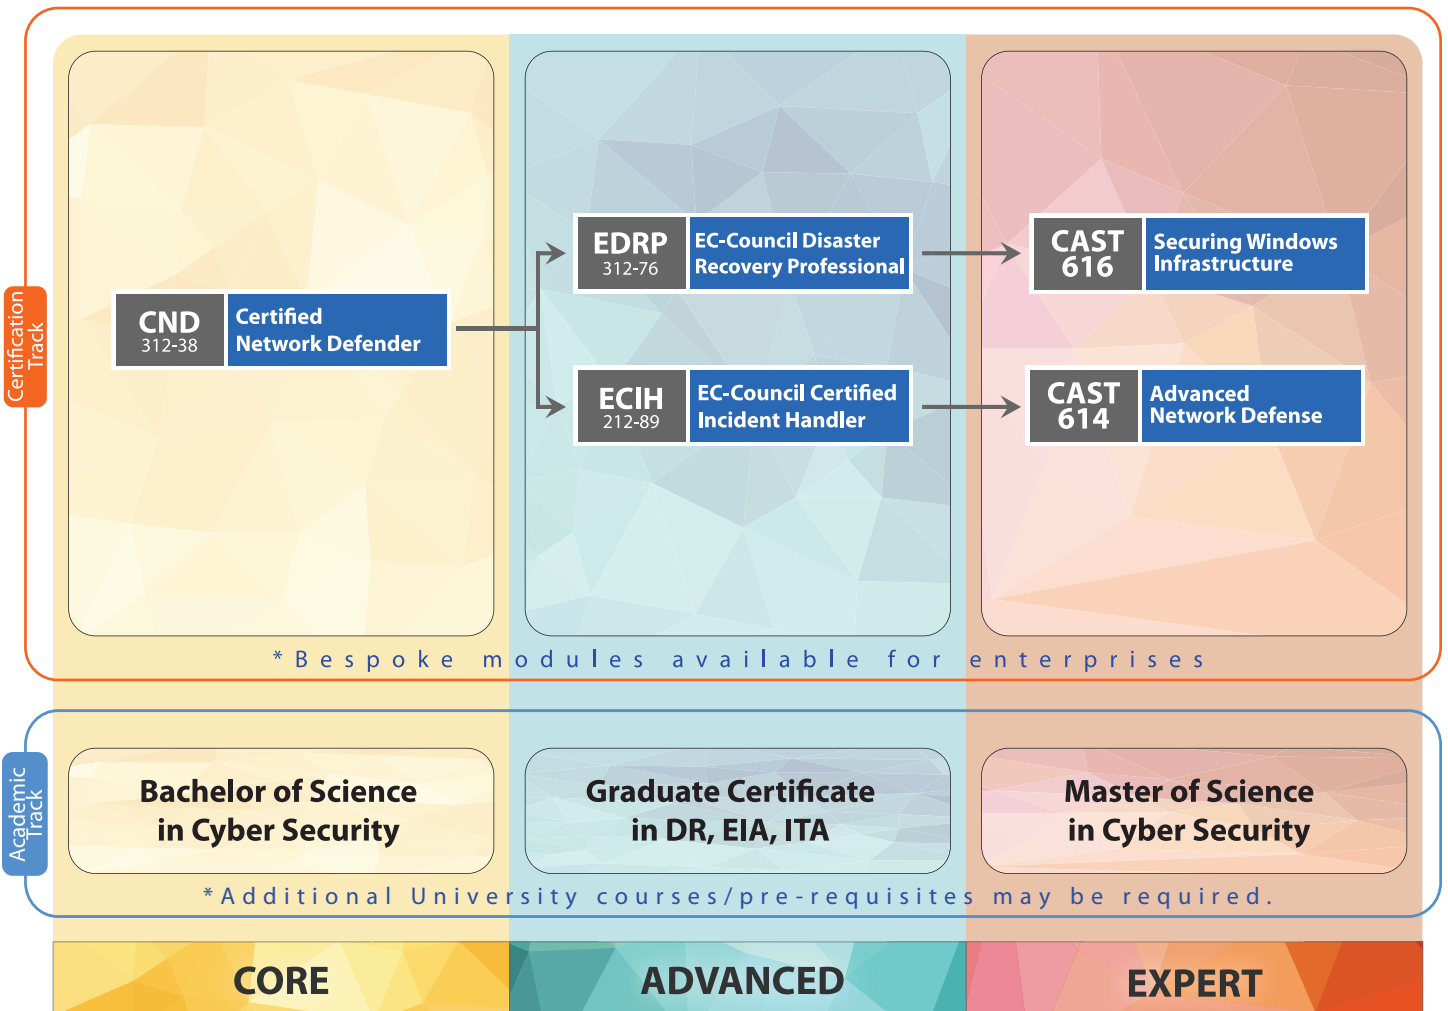 Certification
Track
CND
312-38
Certified
Network Defender
EDRP
312-76
EC-Council Disaster
Recovery Professional
ECIH
212-89
EC-Council Certified
Incident Handler
CAST
616
Securing Windows
Infrastructure
CAST
614
Advanced
Network Defense
*Bespoke modules available for enterprises
Academic
Track
Bachelor of Science
in Cyber Security
Graduate Certificate
in DR, EIA, ITA
Master of Science
in Cyber Security
*Additional University courses/pre-requisites may be required.
CORE
ADVANCED
EXPERT